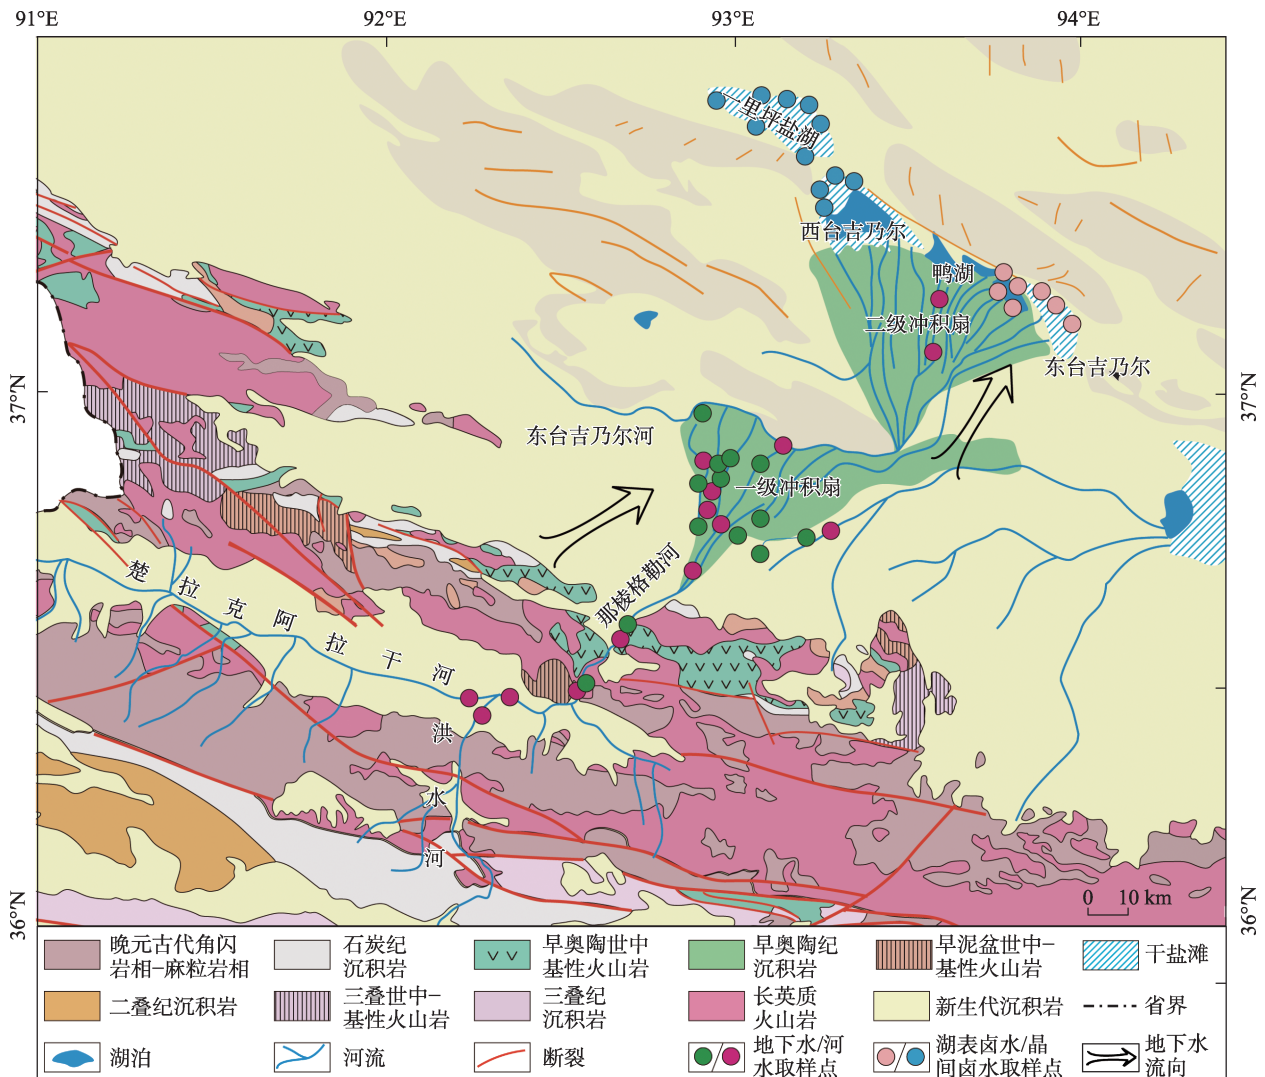 91°E
92°E
93°E
94°E
一里坪盐湖
西台吉乃尔
鸭湖
二级冲积扇
东台吉乃尔
37°N
37°N
东台吉乃尔河
一级冲积扇
那棱格勒河
楚拉克阿拉干河
洪水河
36°N
36°N
0 10 km
晚元古代角闪
岩相-麻粒岩相
石炭纪
沉积岩
早奥陶世中
基性火山岩
早奥陶纪
沉积岩
早泥盆世中-
基性火山岩
干盐滩
二叠纪沉积岩
三叠世中-
基性火山岩
三叠纪
沉积岩
长英质
火山岩
新生代沉积岩
省界
湖泊
河流
断裂
地下水/河
水取样点
湖表卤水/晶
间卤水取样点
地下水
流向